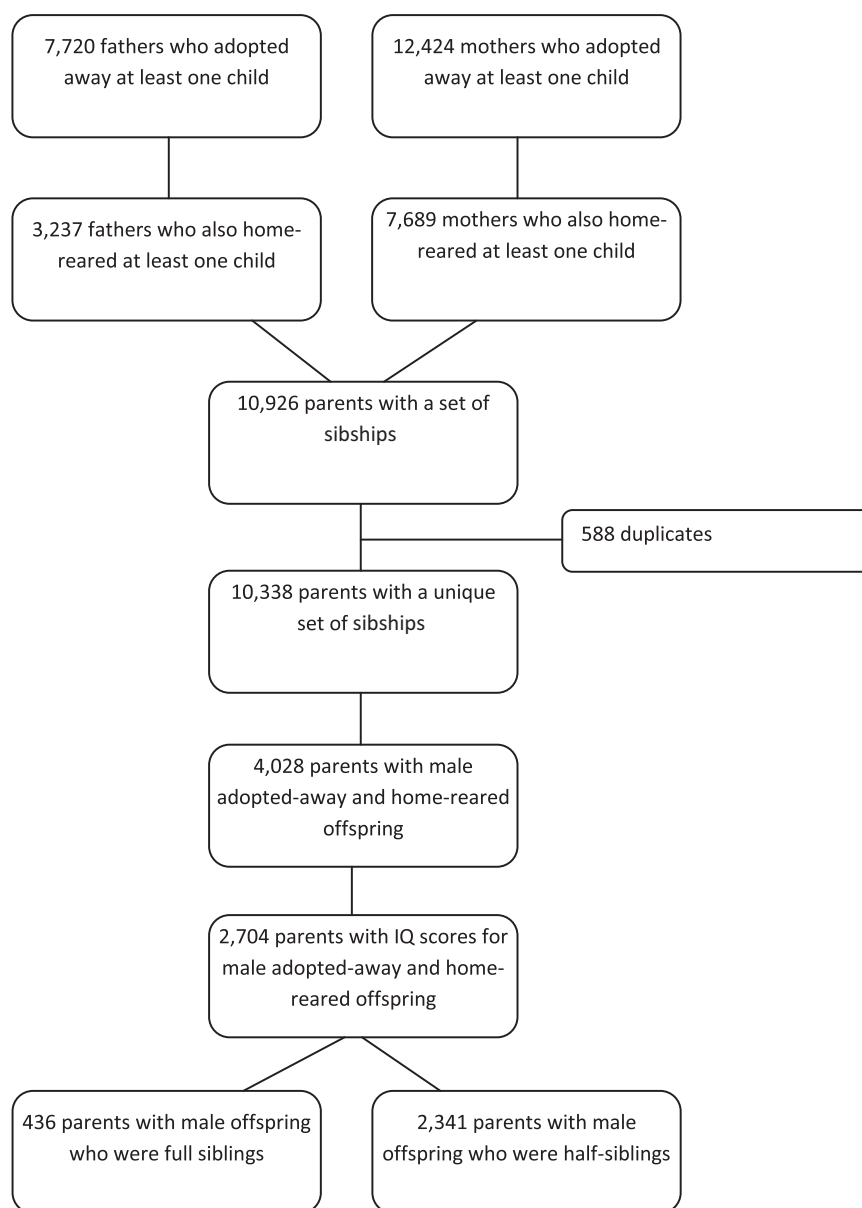 7,720 fathers who adopted
away at least one child
12,424 mothers who adopted
away at least one child
3,237 fathers who also home-
reared at least one child
7,689 mothers who also home-
reared at least one child
10,926 parents with a set of
sibships
588 duplicates
10,338 parents with a unique
set of sibships
4,028 parents with male
adopted-away and home-reared
offspring
2,704 parents with IQ scores for
male adopted-away and home-
reared offspring
436 parents with male offspring
who were full siblings
2,341 parents with male
offspring who were half-siblings